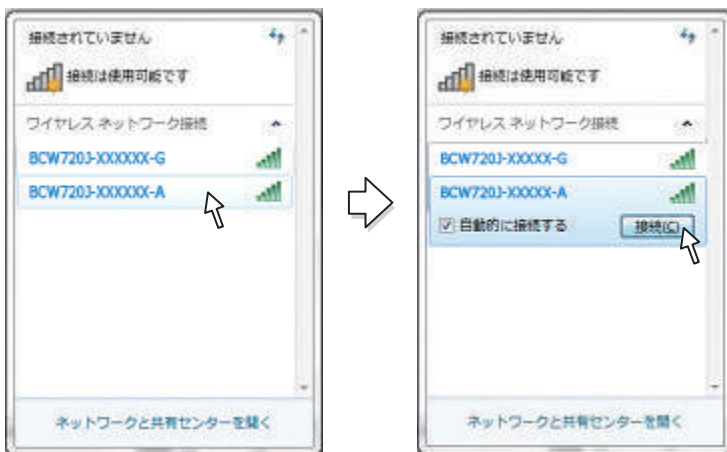 接続されていません
接続は使用可能です
ワイヤレス ネットワーク接続
BCW720J-XXXXXX-G
BCW720J-XXXXXX-A
ネットワークと共有センターを開く
接続されていません
接続は使用可能です
ワイヤレス ネットワーク接続
BCW720J-XXXXX-G
BCW720J-XXXXX-A
自動的に接続する 接続(C)
ネットワークと共有センターを開く